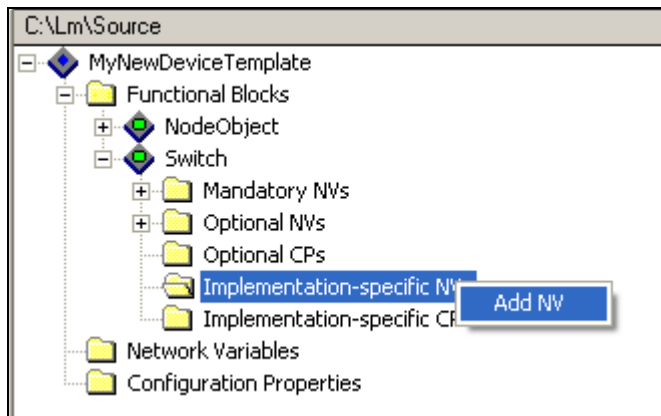 C:\Lm\Source
MyNewDeviceTemplate
Functional Blocks
NodeObject
Switch
Mandatory NVs
Optional NVs
Optional CPs
Implementation-specific NV
Add NV
Implementation-specific CP
Network Variables
Configuration Properties